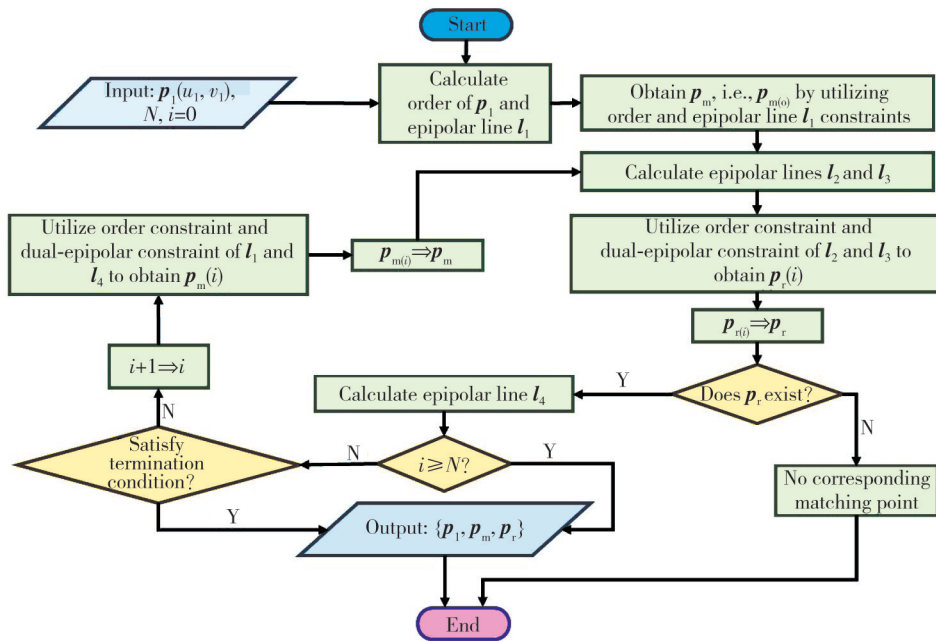 Start
Input: p₁(u₁, v₁),
N, i=0
Calculate
order of p₁ and
epipolar line l₁
Obtain pₘ, i.e., pₘ₍ₒ₎ by utilizing
order and epipolar line l₁ constraints
Calculate epipolar lines l₂ and l₃
Utilize order constraint and
dual-epipolar constraint of l₁ and
l₄ to obtain pₘ(i)
pₘ₍ᵢ₎⇒pₘ
Utilize order constraint and
dual-epipolar constraint of
l₂ and l₃ to
obtain pᵣ(i)
pᵣ₍ᵢ₎⇒pᵣ
i+1⇒i
Does pᵣ exist?
Y
Calculate epipolar line l₄
N
N
Satisfy
termination
condition?
N
i≥N?
Y
No corresponding
matching point
Y
Output: {p₁, pₘ, pᵣ}
End